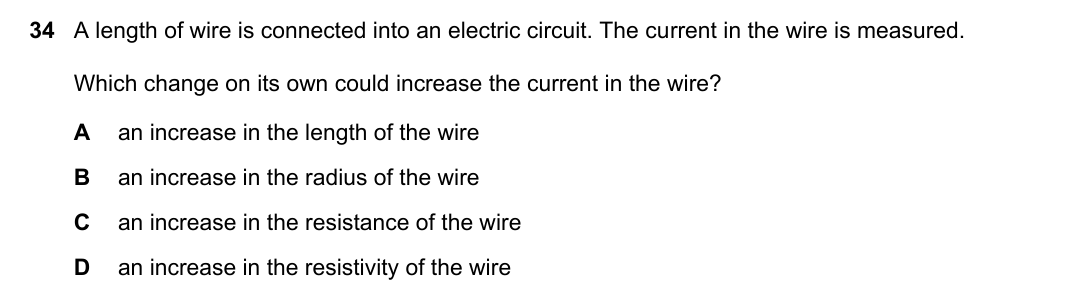 34 A length of wire is connected into an electric circuit. The current in the wire is measured.
Which change on its own could increase the current in the wire?
A an increase in the length of the wire
B an increase in the radius of the wire
C an increase in the resistance of the wire
D an increase in the resistivity of the wire